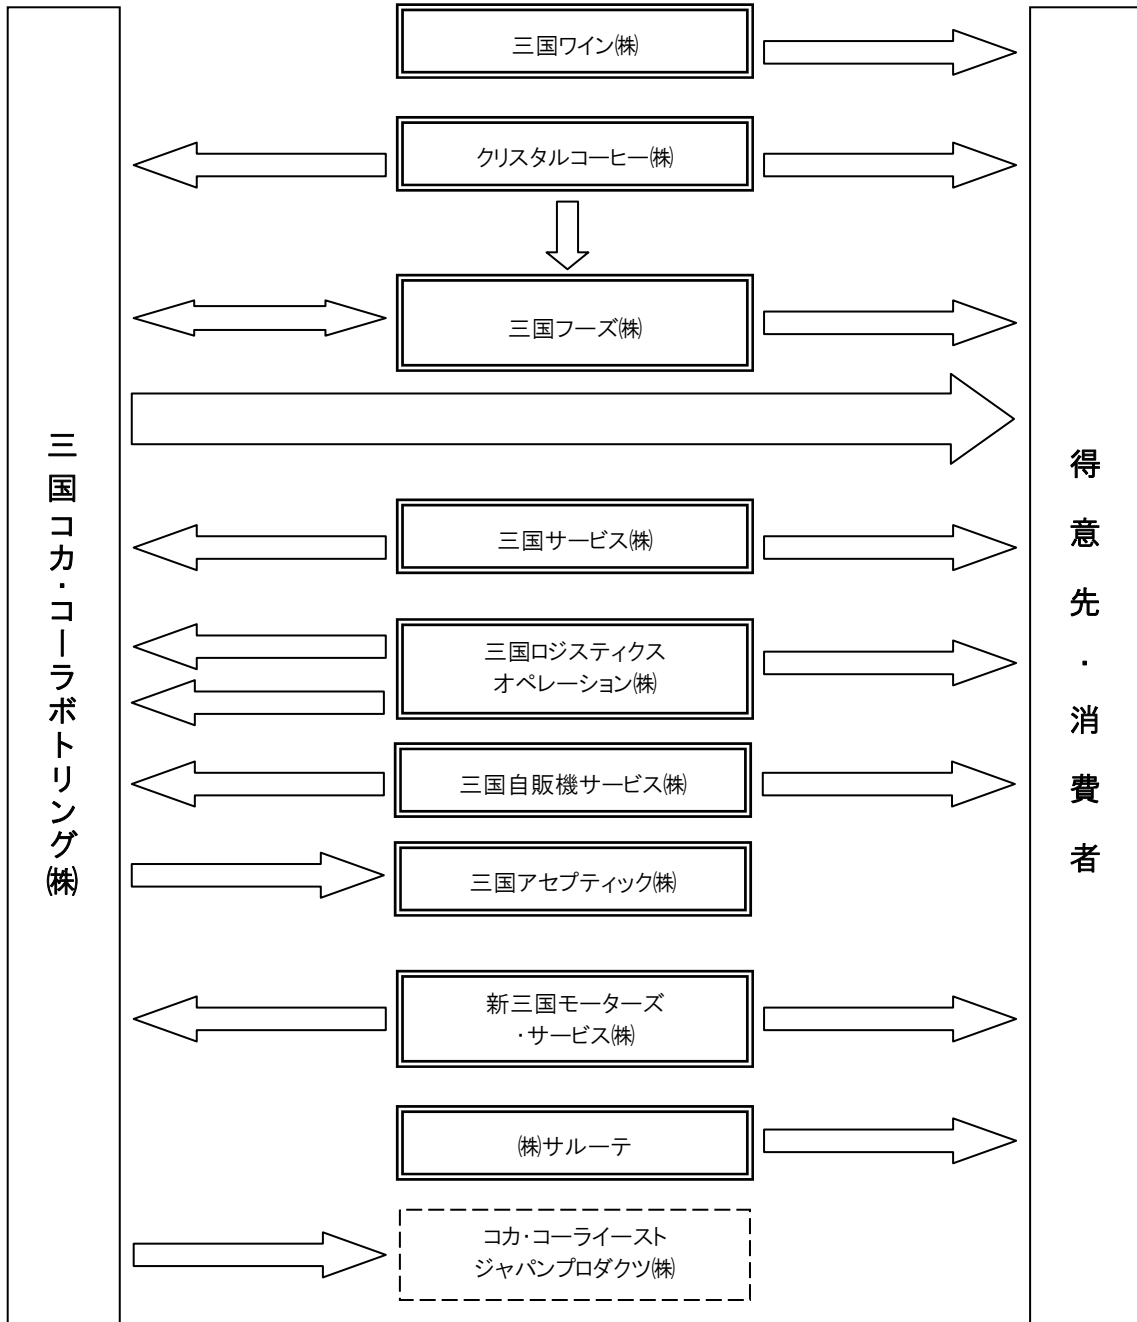 三国コカ・コーラボトリング㈱
三国ワイン㈱
クリスタルコーヒー㈱
三国フーズ㈱
三国サービス㈱
三国ロジスティクス
オペレーション㈱
三国自販機サービス㈱
三国アセプティック㈱
新三国モーターズ
・サービス㈱
㈱サルーテ
コカ・コーライースト
ジャパンプロダクツ㈱
得意先・消費者